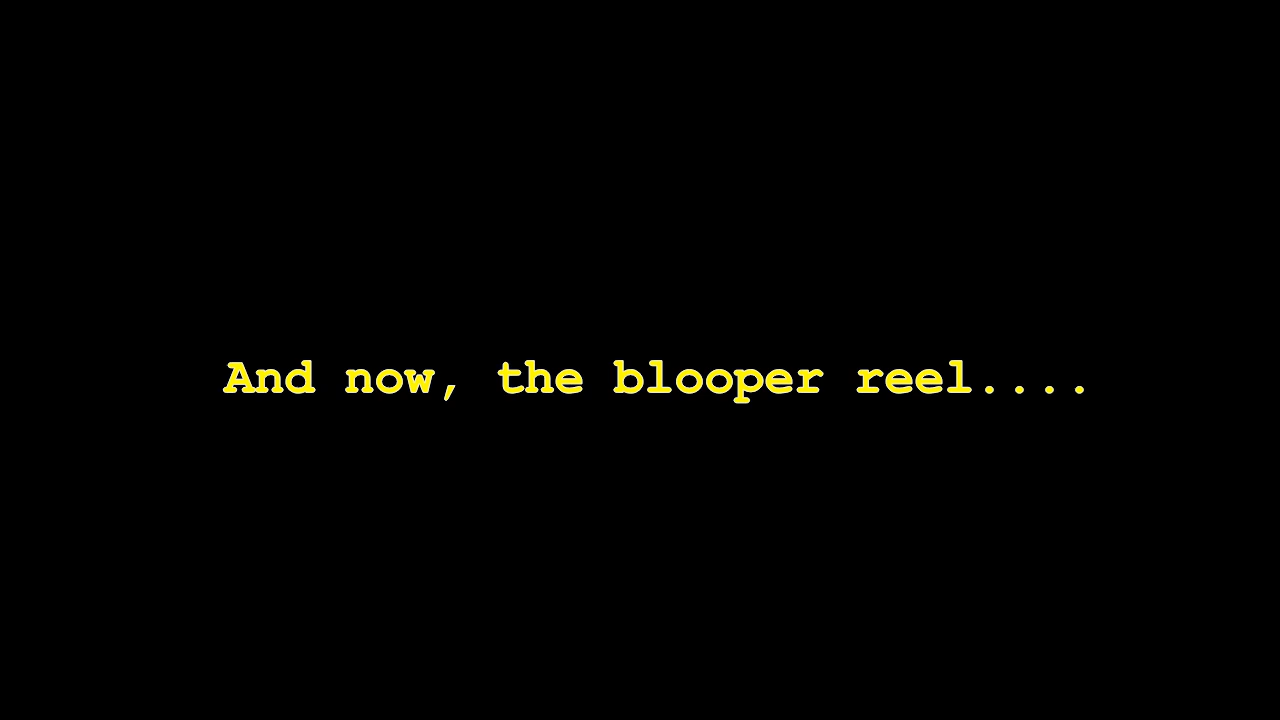 And now, the blooper reel....